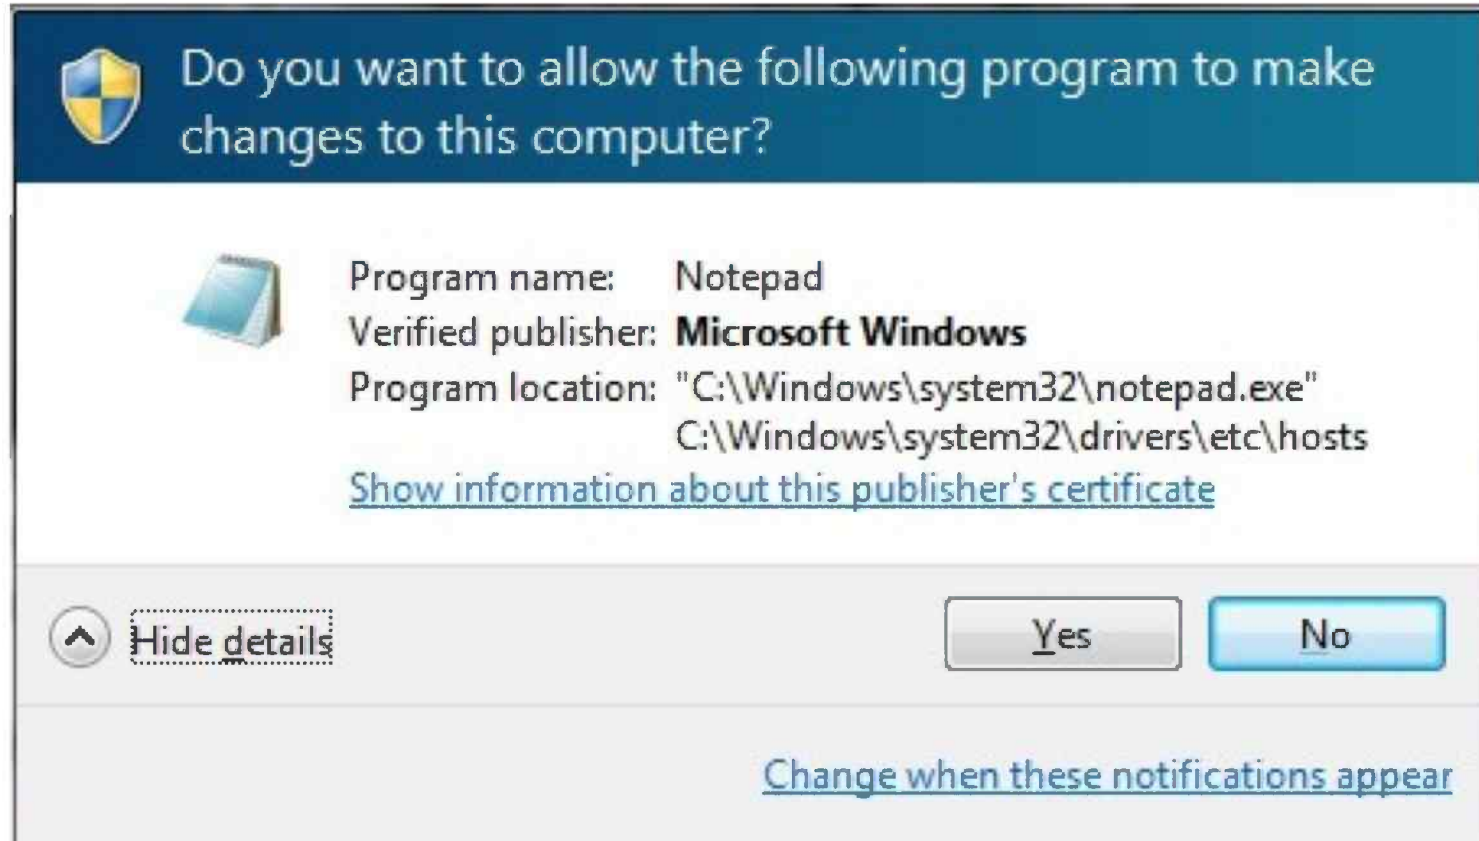 Do you want to allow the following program to make
changes to this computer?
Program name: Notepad
Verified publisher: Microsoft Windows
Program location: "C:\Windows\system32\notepad.exe"
C:\Windows\system32\drivers\etc\hosts
Show information about this publisher's certificate
Hide details
Yes
No
Change when these notifications appear